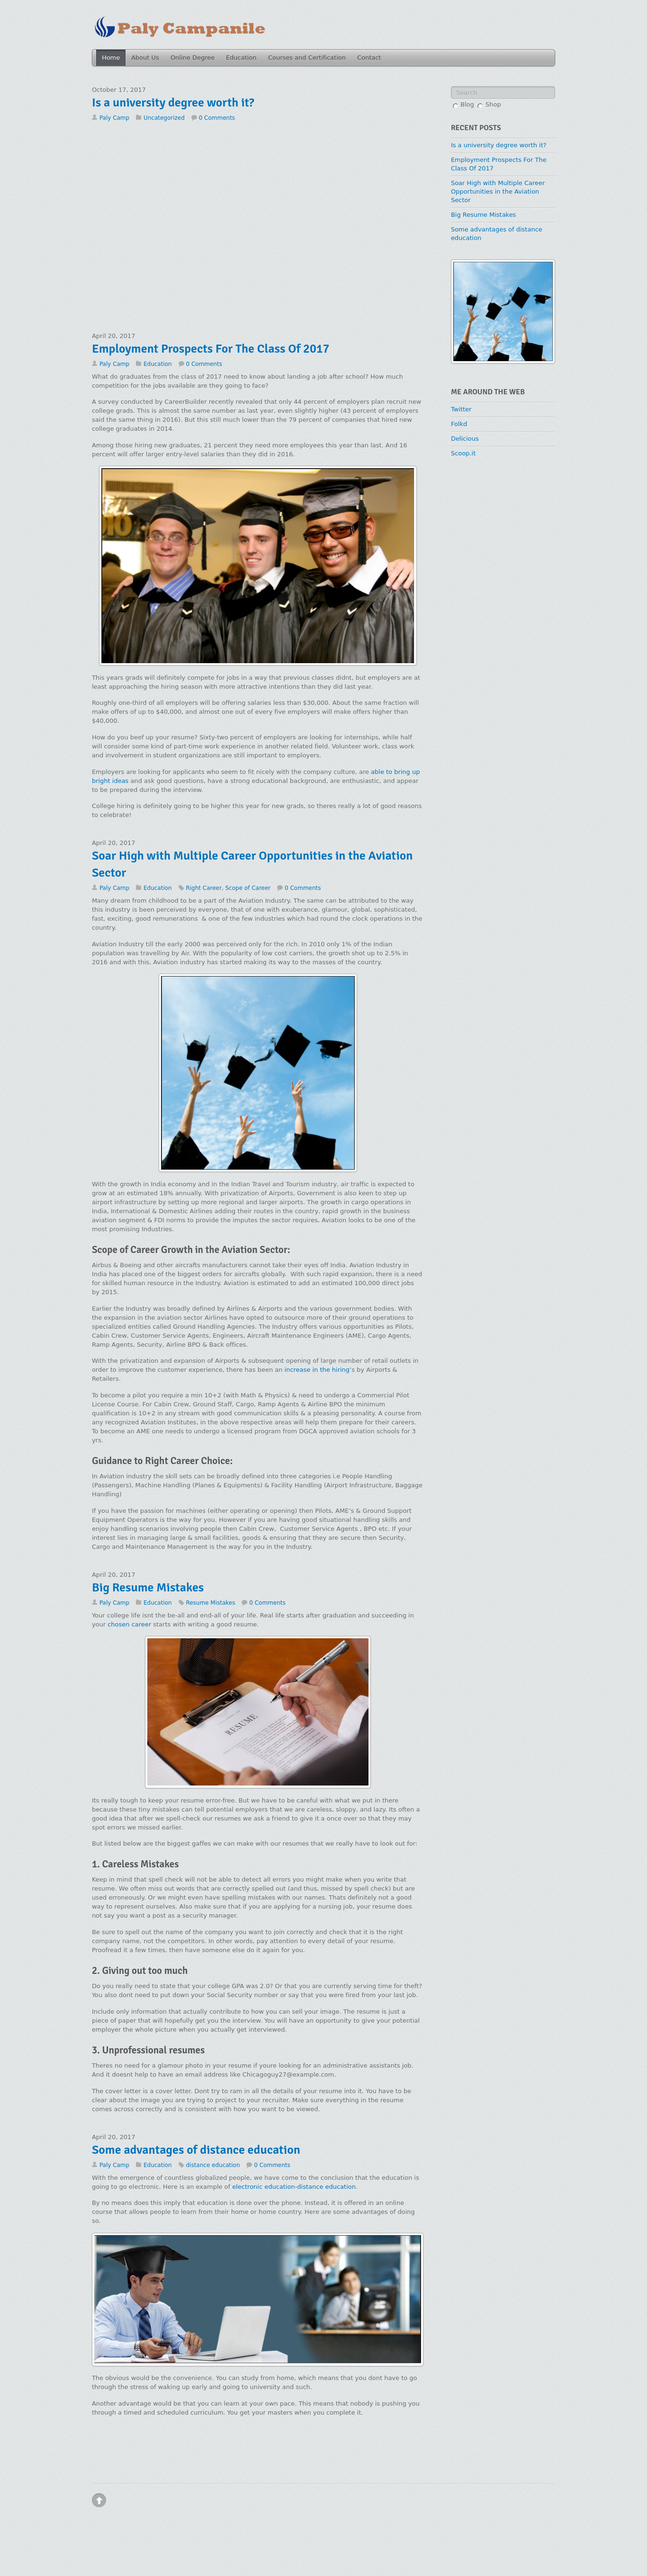 Paly Campanile
Home About Us Online Degree Education Courses and Certification Contact
October 17, 2017
Is a university degree worth it?
Paly Camp Uncategorized 0 Comments
April 20, 2017
Employment Prospects For The Class Of 2017
Paly Camp Education 0 Comments
What do graduates from the class of 2017 need to know about landing a job after school? How much
competition for the jobs available are they going to face?
A survey conducted by CareerBuilder recently revealed that only 44 percent of employers plan recruit new
college grads. This is almost the same number as last year, even slightly higher (43 percent of employers
said the same thing in 2016). But this still much lower than the 79 percent of companies that hired new
college graduates in 2014.
Among those hiring new graduates, 21 percent they need more employees this year than last. And 16
percent will offer larger entry-level salaries than they did in 2016.
This years grads will definitely compete for jobs in a way that previous classes didnt, but employers are at
least approaching the hiring season with more attractive intentions than they did last year.
Roughly one-third of all employers will be offering salaries less than $30,000. About the same fraction will
make offers of up to $40,000, and almost one out of every five employers will make offers higher than
$40,000.
How do you beef up your resume? Sixty-two percent of employers are looking for internships, while half
will consider some kind of part-time work experience in another related field. Volunteer work, class work
and involvement in student organizations are still important to employers.
Employers are looking for applicants who seem to fit nicely with the company culture, are able to bring up
bright ideas and ask good questions, have a strong educational background, are enthusiastic, and appear
to be prepared during the interview.
College hiring is definitely going to be higher this year for new grads, so theres really a lot of good reasons
to celebrate!
April 20, 2017
Soar High with Multiple Career Opportunities in the Aviation
Sector
Paly Camp Education Right Career, Scope of Career 0 Comments
Many dream from childhood to be a part of the Aviation Industry. The same can be attributed to the way
this industry is been perceived by everyone, that of one with exuberance, glamour, global, sophisticated,
fast, exciting, good remunerations & one of the few industries which had round the clock operations in the
country.
Aviation Industry till the early 2000 was perceived only for the rich. In 2010 only 1% of the Indian
population was travelling by Air. With the popularity of low cost carriers, the growth shot up to 2.5% in
2016 and with this, Aviation industry has started making its way to the masses of the country.
With the growth in India economy and in the Indian Travel and Tourism industry, air traffic is expected to
grow at an estimated 18% annually. With privatization of Airports, Government is also keen to step up
airport infrastructure by setting up more regional and larger airports. The growth in cargo operations in
India, International & Domestic Airlines adding their routes in the country, rapid growth in the business
aviation segment & FDI norms to provide the imputes the sector requires, Aviation looks to be one of the
most promising Industries.
Scope of Career Growth in the Aviation Sector:
Airbus & Boeing and other aircrafts manufacturers cannot take their eyes off India. Aviation Industry in
India has placed one of the biggest orders for aircrafts globally. With such rapid expansion, there is a need
for skilled human resource in the Industry. Aviation is estimated to add an estimated 100,000 direct jobs
by 2015.
Earlier the Industry was broadly defined by Airlines & Airports and the various government bodies. With
the expansion in the aviation sector Airlines have opted to outsource more of their ground operations to
specialized entities called Ground Handling Agencies. The Industry offers various opportunities as Pilots,
Cabin Crew, Customer Service Agents, Engineers, Aircraft Maintenance Engineers (AME), Cargo Agents,
Ramp Agents, Security, Airline BPO & Back offices.
With the privatization and expansion of Airports & subsequent opening of large number of retail outlets in
order to improve the customer experience, there has been an increase in the hiring's by Airports &
Retailers.
To become a pilot you require a min 10+2 (with Math & Physics) & need to undergo a Commercial Pilot
License Course. For Cabin Crew, Ground Staff, Cargo, Ramp Agents & Airline BPO the minimum
qualification is 10+2 in any stream with good communication skills & a pleasing personality. A course from
any recognized Aviation Institutes, in the above respective areas will help them prepare for their careers.
To become an AME one needs to undergo a licensed program from DGCA approved aviation schools for 3
yrs.
Guidance to Right Career Choice:
In Aviation industry the skill sets can be broadly defined into three categories i.e People Handling
(Passengers), Machine Handling (Planes & Equipments) & Facility Handling (Airport Infrastructure, Baggage
Handling)
If you have the passion for machines (either operating or opening) then Pilots, AME's & Ground Support
Equipment Operators is the way for you. However if you are having good situational handling skills and
enjoy handling scenarios involving people then Cabin Crew, Customer Service Agents , BPO etc. If your
interest lies in managing large & small facilities, goods & ensuring that they are secure then Security,
Cargo and Maintenance Management is the way for you in the Industry.
April 20, 2017
Big Resume Mistakes
Paly Camp Education Resume Mistakes 0 Comments
Your college life isnt the be-all and end-all of your life. Real life starts after graduation and succeeding in
your chosen career starts with writing a good resume.
RESUME
Its really tough to keep your resume error-free. But we have to be careful with what we put in there
because these tiny mistakes can tell potential employers that we are careless, sloppy, and lazy. Its often a
good idea that after we spell-check our resumes we ask a friend to give it a once over so that they may
spot errors we missed earlier.
But listed below are the biggest gaffes we can make with our resumes that we really have to look out for:
1. Careless Mistakes
Keep in mind that spell check will not be able to detect all errors you might make when you write that
resume. We often miss out words that are correctly spelled out (and thus, missed by spell check) but are
used erroneously. Or we might even have spelling mistakes with our names. Thats definitely not a good
way to represent ourselves. Also make sure that if you are applying for a nursing job, your resume does
not say you want a post as a security manager.
Be sure to spell out the name of the company you want to join correctly and check that it is the right
company name, not the competitors. In other words, pay attention to every detail of your resume.
Proofread it a few times, then have someone else do it again for you.
2. Giving out too much
Do you really need to state that your college GPA was 2.0? Or that you are currently serving time for theft?
You also dont need to put down your Social Security number or say that you were fired from your last job.
Include only information that actually contribute to how you can sell your image. The resume is just a
piece of paper that will hopefully get you the interview. You will have an opportunity to give your potential
employer the whole picture when you actually get interviewed.
3. Unprofessional resumes
Theres no need for a glamour photo in your resume if youre looking for an administrative assistants job.
And it doesnt help to have an email address like Chicagoguy27@example.com.
The cover letter is a cover letter. Dont try to ram in all the details of your resume into it. You have to be
clear about the image you are trying to project to your recruiter. Make sure everything in the resume
comes across correctly and is consistent with how you want to be viewed.
April 20, 2017
Some advantages of distance education
Paly Camp Education distance education 0 Comments
With the emergence of countless globalized people, we have come to the conclusion that the education is
going to go electronic. Here is an example of electronic education-distance education.
By no means does this imply that education is done over the phone. Instead, it is offered in an online
course that allows people to learn from their home or home country. Here are some advantages of doing
so.
The obvious would be the convenience. You can study from home, which means that you dont have to go
through the stress of waking up early and going to university and such.
Another advantage would be that you can learn at your own pace. This means that nobody is pushing you
through a timed and scheduled curriculum. You get your masters when you complete it.
Search
Blog Shop
RECENT POSTS
Is a university degree worth it?
Employment Prospects For The
Class Of 2017
Soar High with Multiple Career
Opportunities in the Aviation
Sector
Big Resume Mistakes
Some advantages of distance
education
ME AROUND THE WEB
Twitter
Folkd
Delicious
Scoop.it